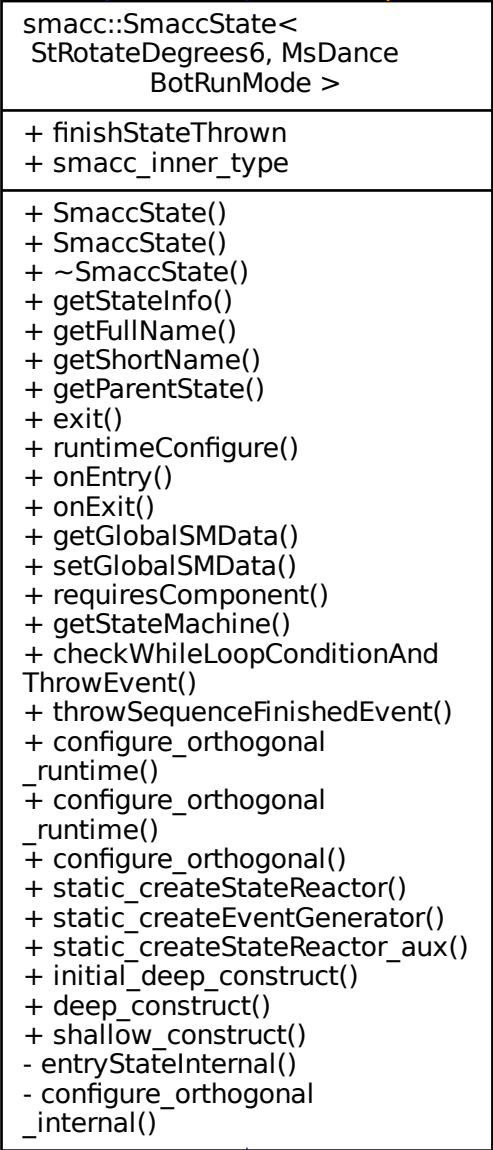 smacc::SmaccState<
StRotateDegrees6, MsDance
BotRunMode >
+ finishStateThrown
+ smacc_inner_type
+ SmaccState()
+ SmaccState()
+ ~SmaccState()
+ getStateInfo()
+ getFullName()
+ getShortName()
+ getParentState()
+ exit()
+ runtimeConfigure()
+ onEntry()
+ onExit()
+ getGlobalSMData()
+ setGlobalSMData()
+ requiresComponent()
+ getStateMachine()
+ checkWhileLoopConditionAnd
ThrowEvent()
+ throwSequenceFinishedEvent()
+ configure_orthogonal
_runtime()
+ configure_orthogonal
_runtime()
+ configure_orthogonal()
+ static_createStateReactor()
+ static_createEventGenerator()
+ static_createStateReactor_aux()
+ initial_deep_construct()
+ deep_construct()
+ shallow_construct()
- entryStateInternal()
- configure_orthogonal
_internal()